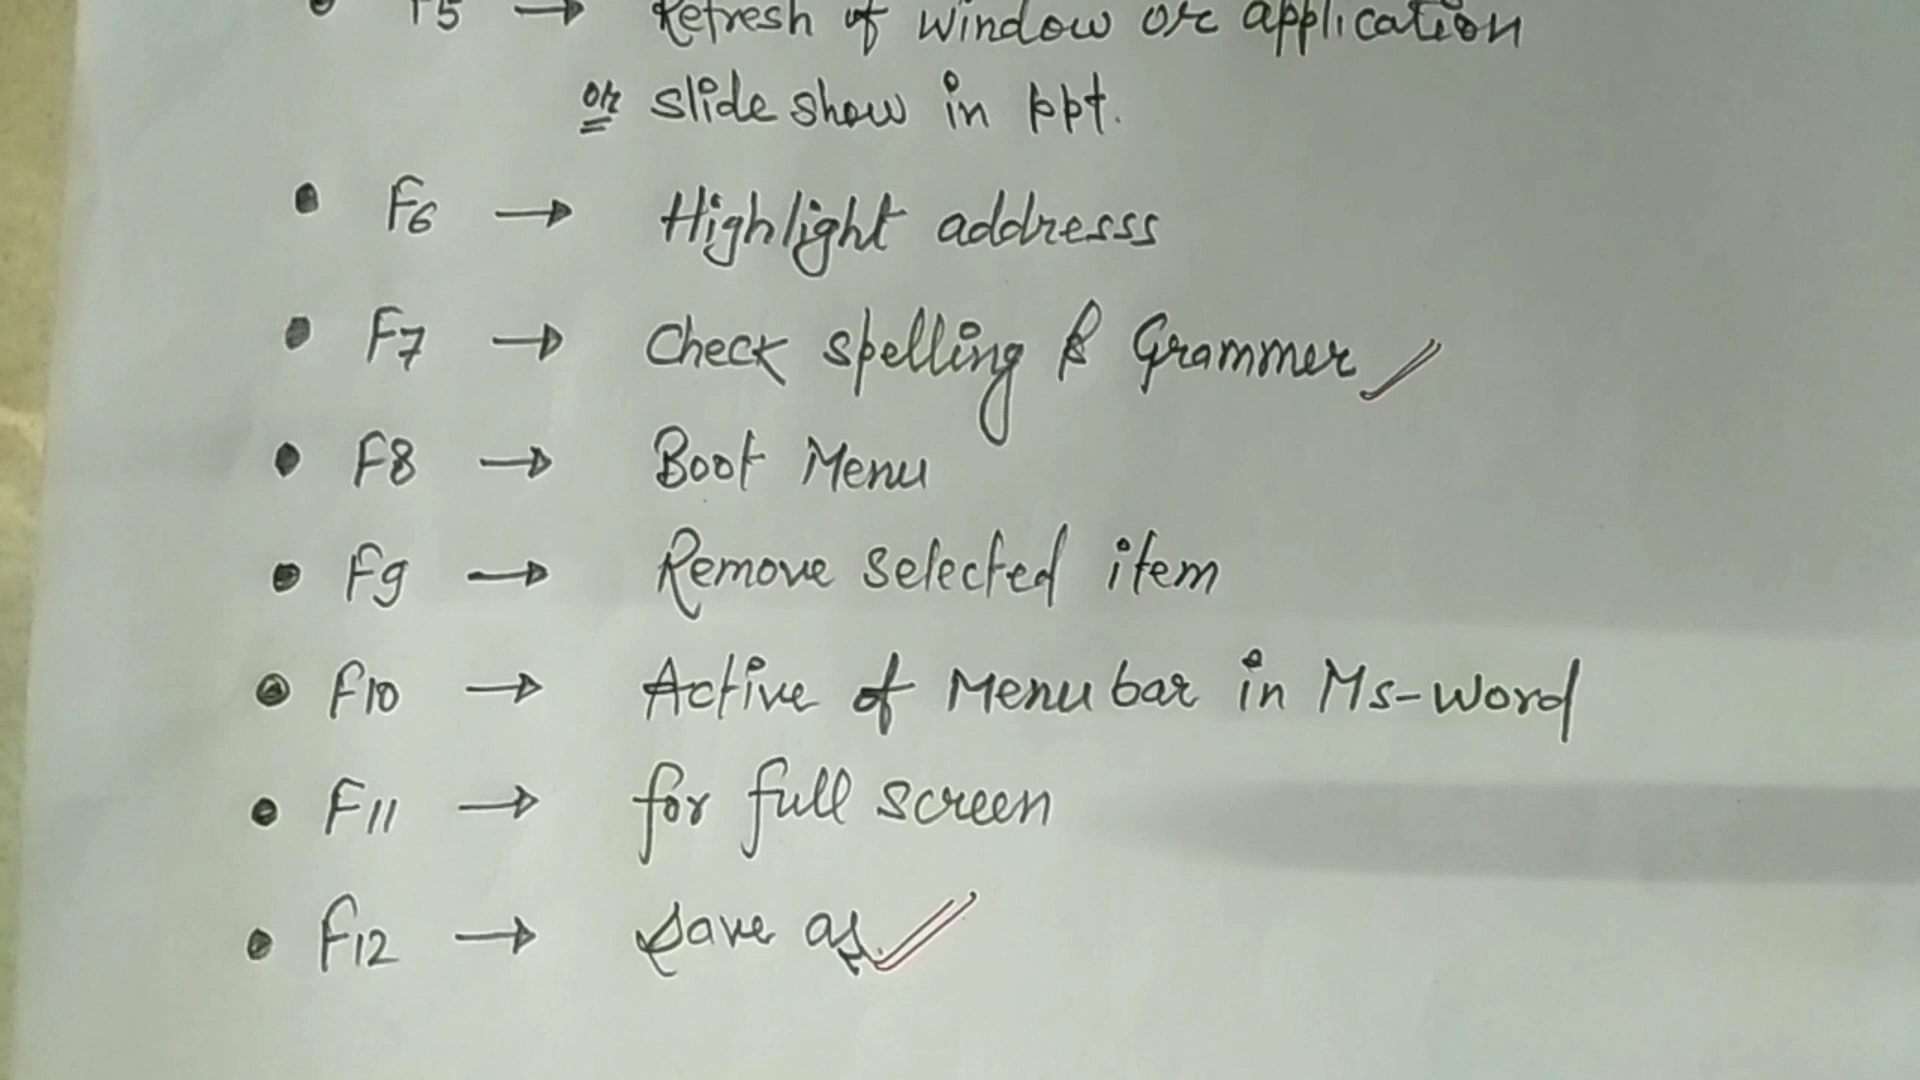 • F5 → Refresh of window or application
or slide show in ppt.
• F6 → Highlight addresss
• F7 → Check spelling & Grammer
• F8 → Boot Menu
• F9 → Remove selected item
• F10 → Active of Menu bar in Ms-Word
• F11 → for full screen
• F12 → Save as